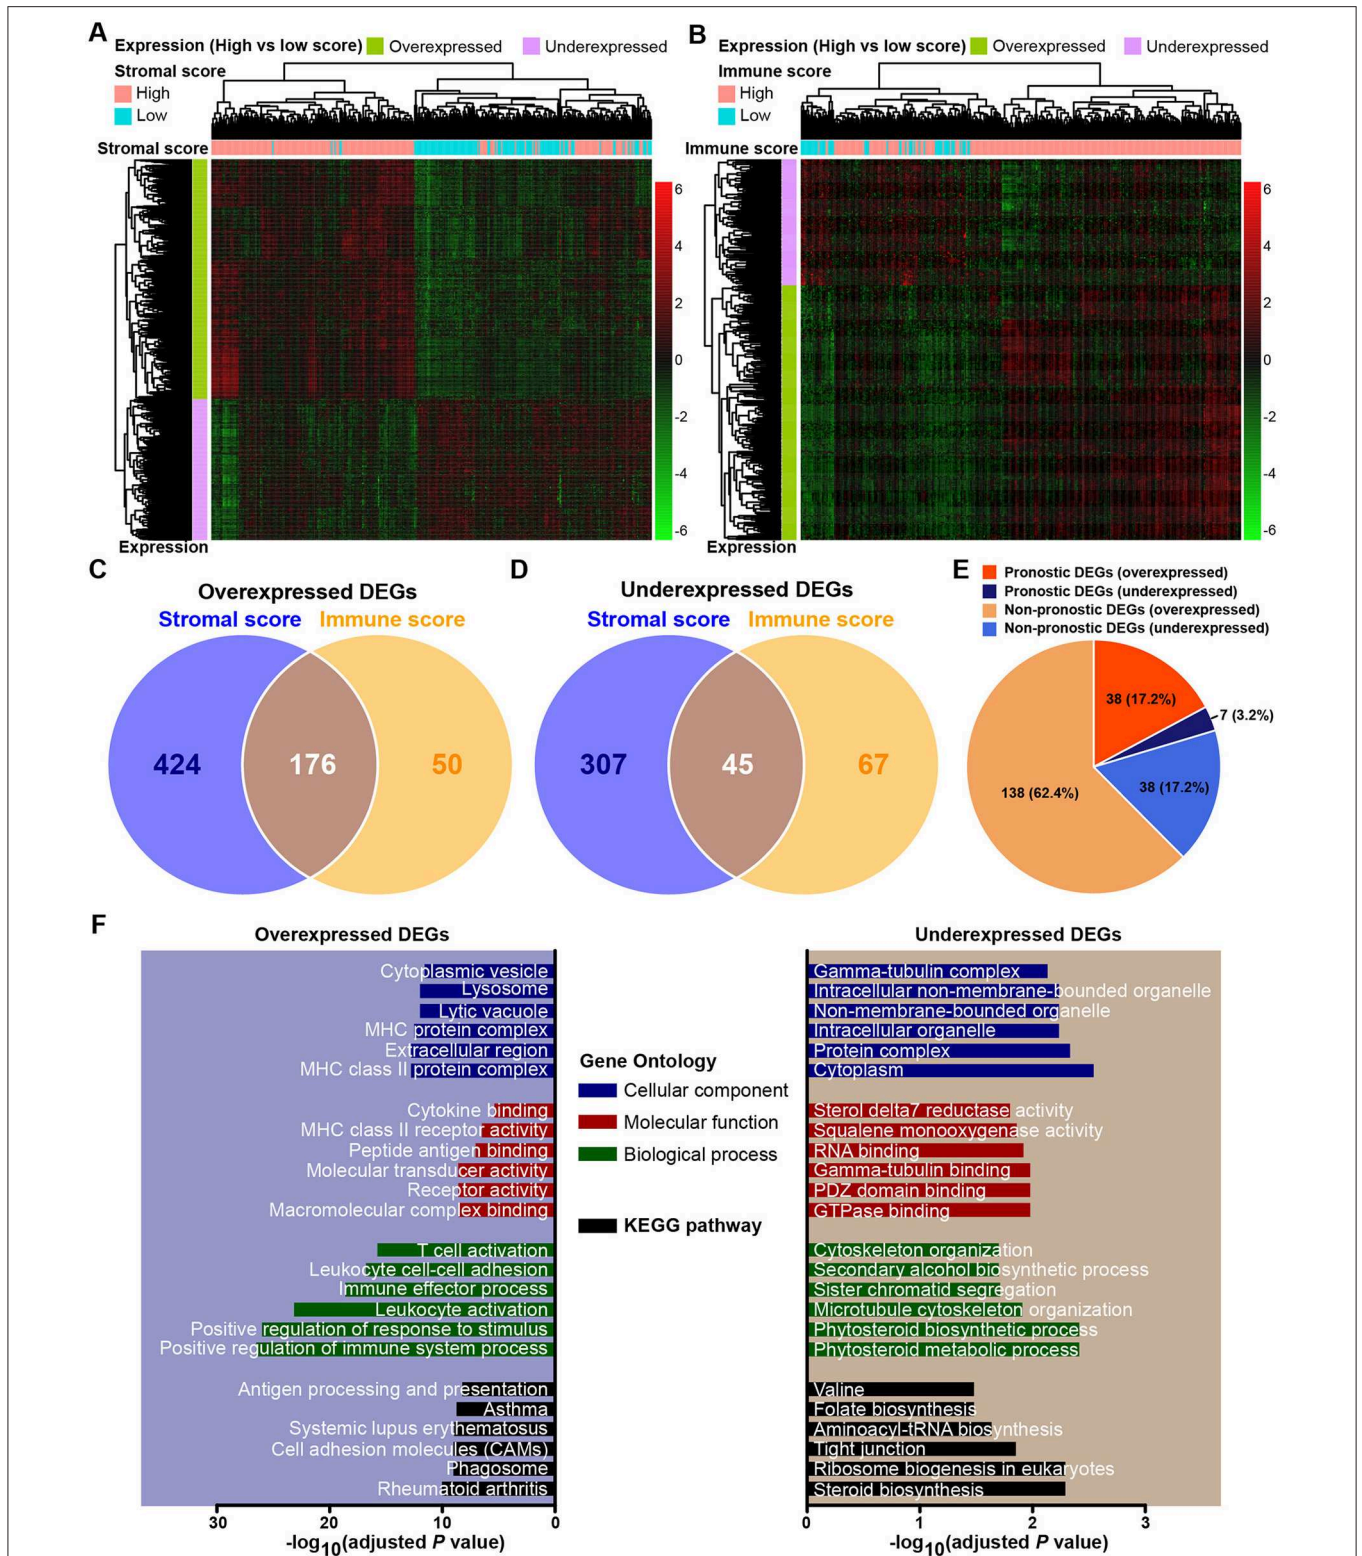 A
Expression (High vs low score) Overexpressed Underexpressed
Stromal score
High
Low
Stromal score
6
4
2
0
-2
-4
-6
Expression
B
Expression (High vs low score) Overexpressed Underexpressed
Immune score
High
Low
Immune score
6
4
2
0
-2
-4
-6
Expression
C
Overexpressed DEGs
Stromal score Immune score
424 176 50
D
Underexpressed DEGs
Stromal score Immune score
307 45 67
E
Pronostic DEGs (overexpressed)
Pronostic DEGs (underexpressed)
Non-pronostic DEGs (overexpressed)
Non-pronostic DEGs (underexpressed)
38 (17.2%)
7 (3.2%)
38 (17.2%)
138 (62.4%)
F
Overexpressed DEGs
Cytoplasmic vesicle
Lysosome
Lytic vacuole
MHC protein complex
Extracellular region
MHC class II protein complex
Cytokine binding
MHC class II receptor activity
Peptide antigen binding
Molecular transducer activity
Receptor activity
Macromolecular complex binding
T cell activation
Leukocyte cell-cell adhesion
Immune effector process
Leukocyte activation
Positive regulation of response to stimulus
Positive regulation of immune system process
Antigen processing and presentation
Asthma
Systemic lupus erythematosus
Cell adhesion molecules (CAMs)
Phagosome
Rheumatoid arthritis
30 20 10 0
-log10(adjusted P value)
Gene Ontology
Cellular component
Molecular function
Biological process
KEGG pathway
Underexpressed DEGs
Gamma-tubulin complex
Intracellular non-membrane-bounded organelle
Non-membrane-bounded organelle
Intracellular organelle
Protein complex
Cytoplasm
Sterol delta7 reductase activity
Squalene monooxygenase activity
RNA binding
Gamma-tubulin binding
PDZ domain binding
GTPase binding
Cytoskeleton organization
Secondary alcohol biosynthetic process
Sister chromatid segregation
Microtubule cytoskeleton organization
Phytosteroid biosynthetic process
Phytosteroid metabolic process
Valine
Folate biosynthesis
Aminoacyl-tRNA biosynthesis
Tight junction
Ribosome biogenesis in eukaryotes
Steroid biosynthesis
0 1 2 3
-log10(adjusted P value)